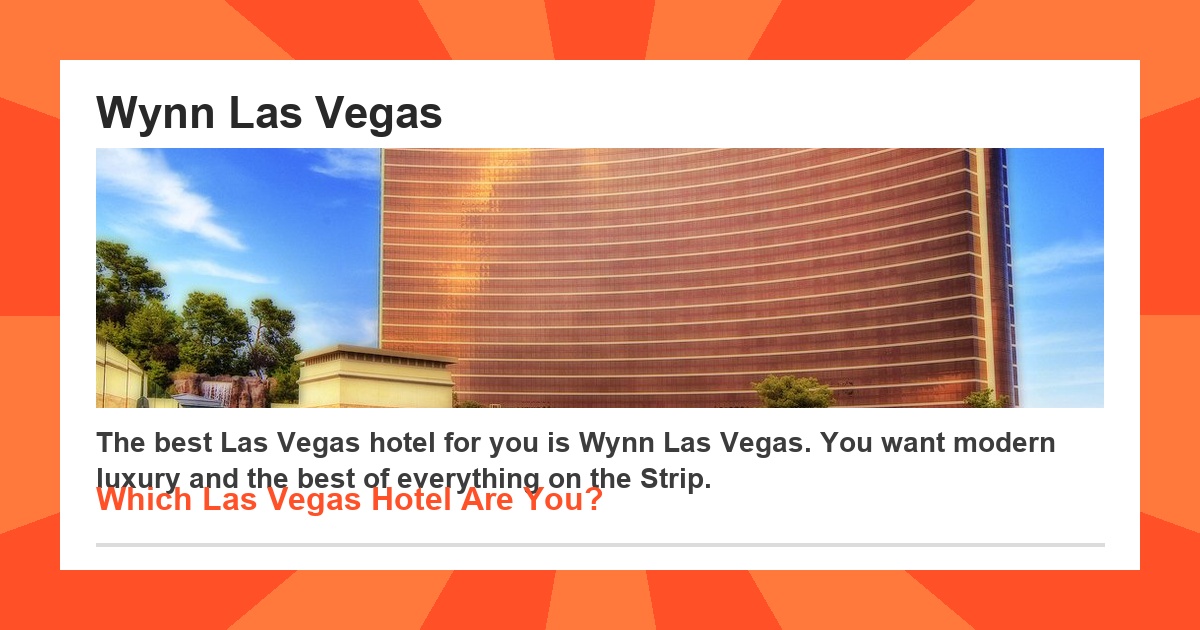 Wynn Las Vegas
The best Las Vegas hotel for you is Wynn Las Vegas. You want modern
luxury and the best of everything on the Strip.
Which Las Vegas Hotel Are You?